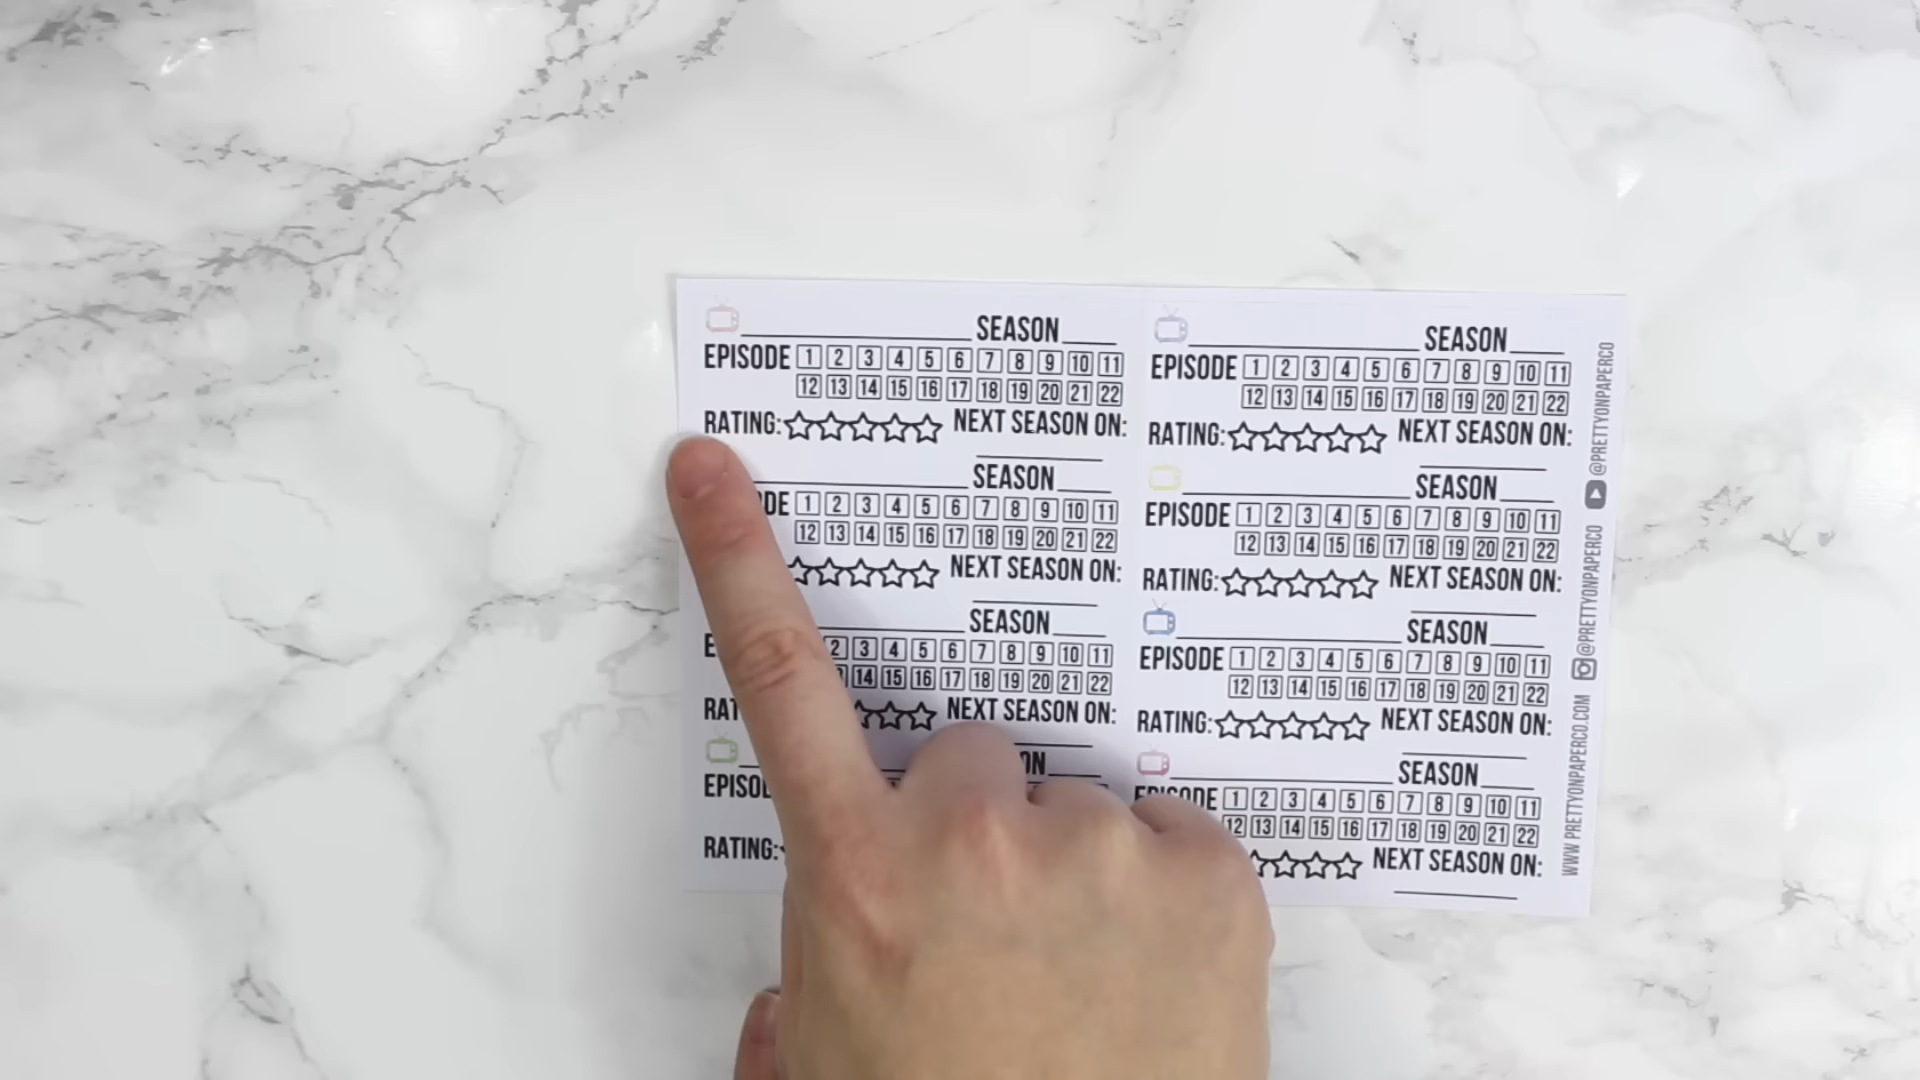 SEASON
EPISODE 1 2 3 4 5 6 7 8 9 10 11
12 13 14 15 16 17 18 19 20 21 22
RATING: NEXT SEASON ON:
SEASON
DE 1 2 3 4 5 6 7 8 9 10 11
12 13 14 15 16 17 18 19 20 21 22
NEXT SEASON ON:
SEASON
E 2 3 4 5 6 7 8 9 10 11
14 15 16 17 18 19 20 21 22
RAT NEXT SEASON ON:
ON
EPISO
RATING:
SEASON
EPISODE 1 2 3 4 5 6 7 8 9 10 11
12 13 14 15 16 17 18 19 20 21 22
RATING: NEXT SEASON ON:
SEASON
EPISODE 1 2 3 4 5 6 7 8 9 10 11
12 13 14 15 16 17 18 19 20 21 22
RATING: NEXT SEASON ON:
SEASON
EPISODE 1 2 3 4 5 6 7 8 9 10 11
12 13 14 15 16 17 18 19 20 21 22
RATING: NEXT SEASON ON:
SEASON
EPISODE 1 2 3 4 5 6 7 8 9 10 11
12 13 14 15 16 17 18 19 20 21 22
NEXT SEASON ON:
WWW.PRETTYONPAPERCO.COM @PRETTYONPAPERCO @PRETTYONPAPERCO